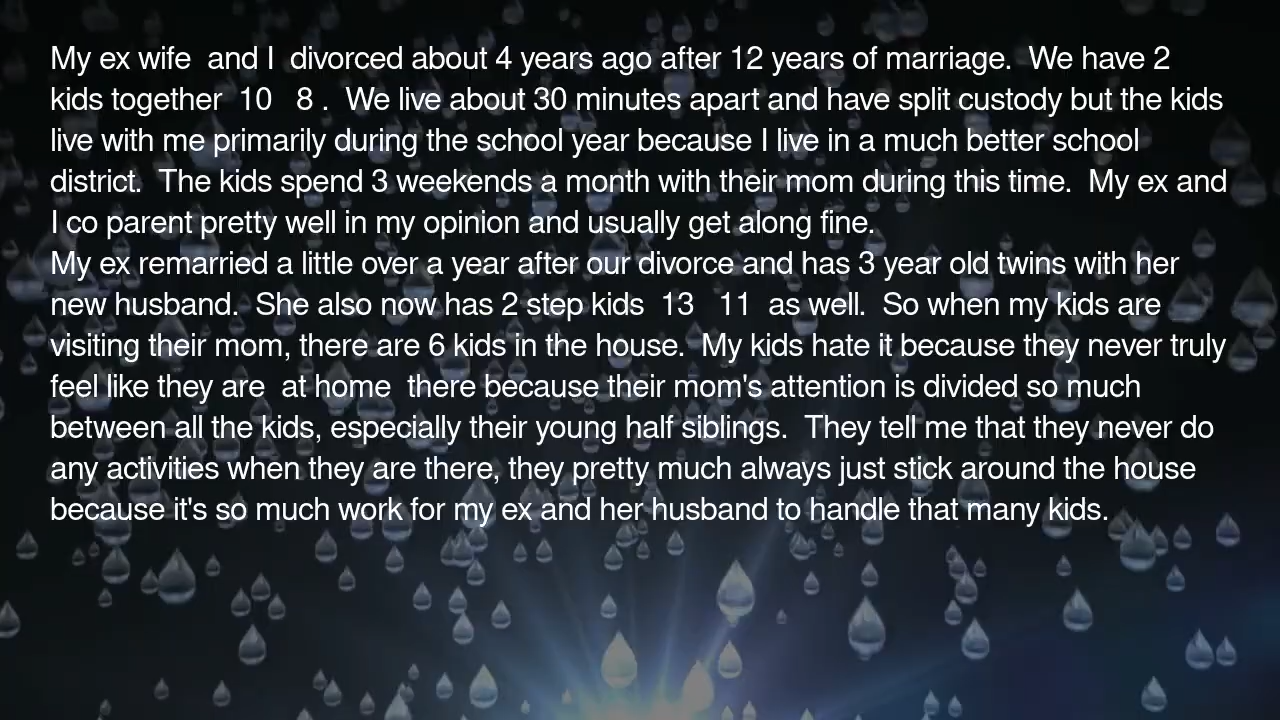 My ex wife  and I  divorced about 4 years ago after 12 years of marriage.  We have 2
kids together  10   8 .  We live about 30 minutes apart and have split custody but the kids
live with me primarily during the school year because I live in a much better school
district.  The kids spend 3 weekends a month with their mom during this time.  My ex and
I co parent pretty well in my opinion and usually get along fine.
My ex remarried a little over a year after our divorce and has 3 year old twins with her
new husband.  She also now has 2 step kids  13   11  as well.  So when my kids are
visiting their mom, there are 6 kids in the house.  My kids hate it because they never truly
feel like they are  at home  there because their mom's attention is divided so much
between all the kids, especially their young half siblings.  They tell me that they never do
any activities when they are there, they pretty much always just stick around the house
because it's so much work for my ex and her husband to handle that many kids.